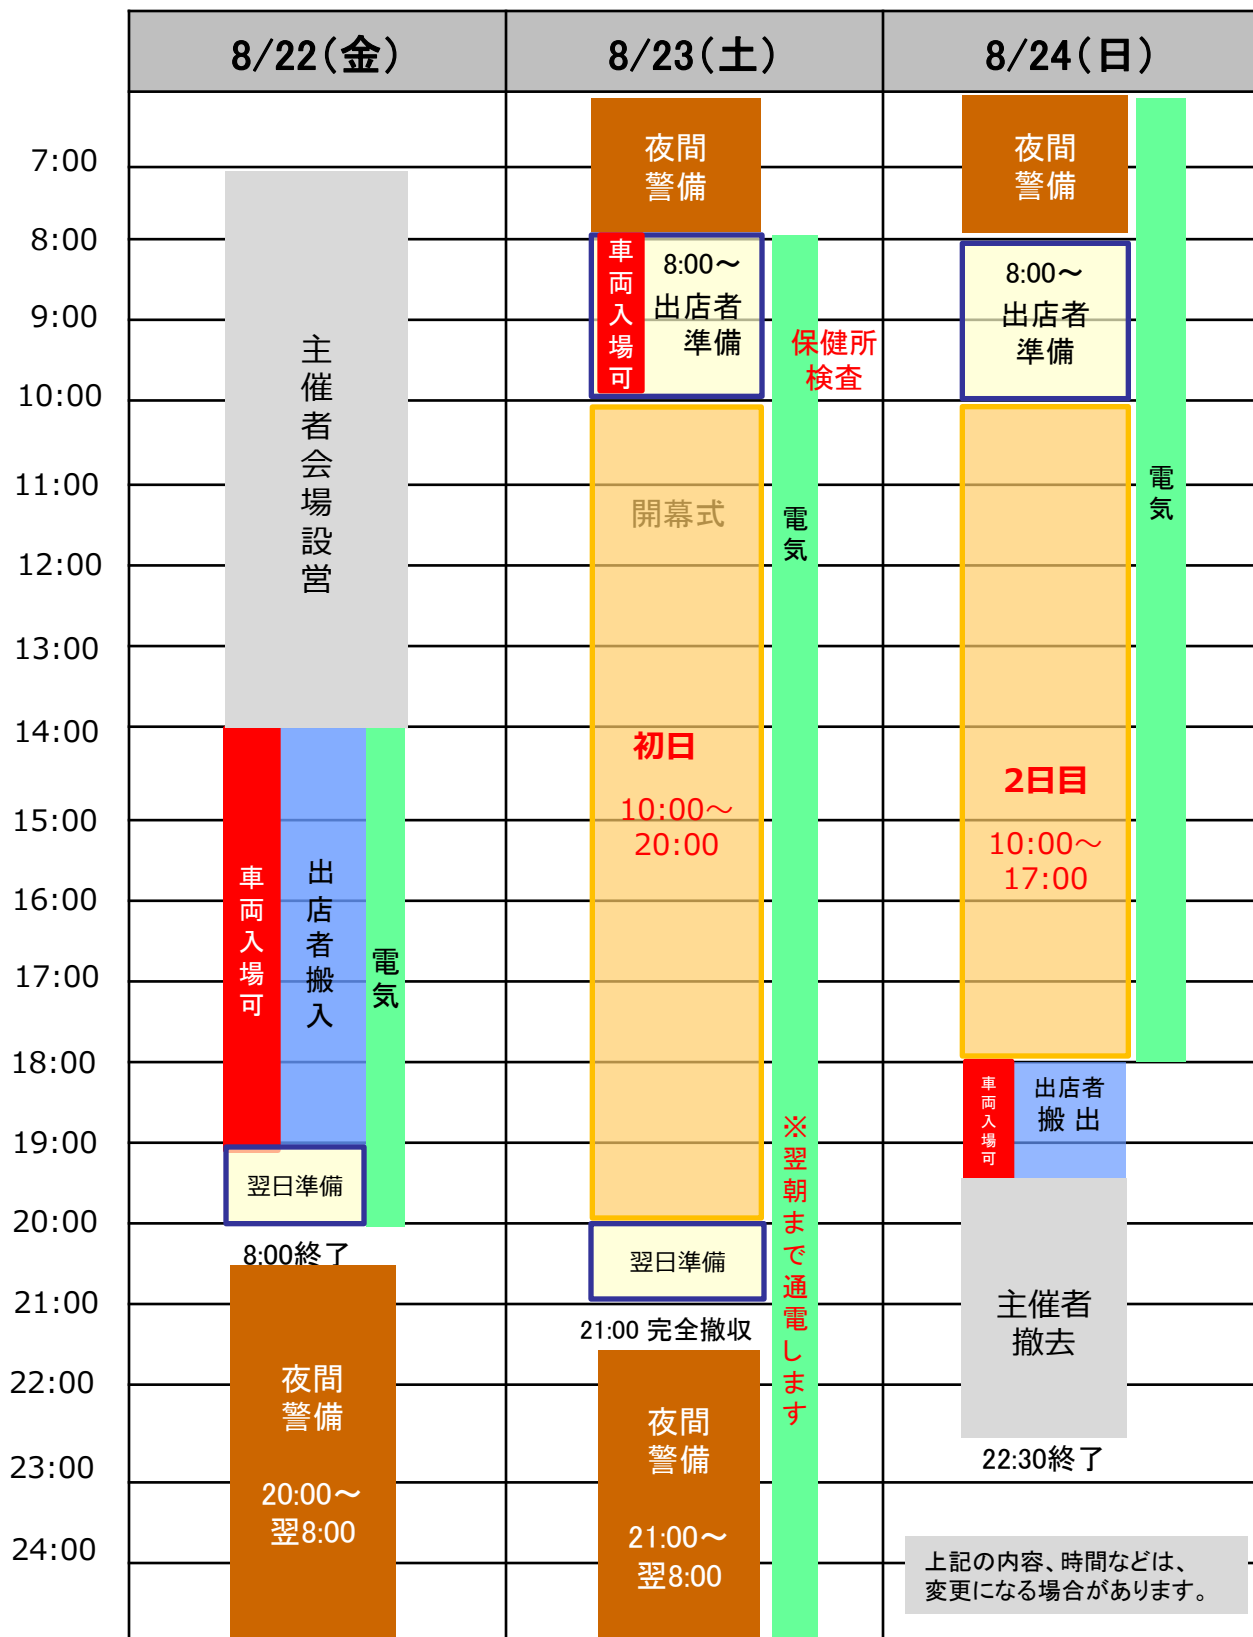 8/22(金)
8/23(土)
8/24(日)
7:00
8:00
9:00
10:00
11:00
12:00
13:00
14:00
15:00
16:00
17:00
18:00
19:00
20:00
21:00
22:00
23:00
24:00
主催者会場設営
車両入場可
出店者搬入
電気
翌日準備
8:00終了
夜間
警備
20:00～
翌8:00
夜間
警備
車両入場可
8:00～
出店者
準備
保健所
検査
開幕式
電気
初日
10:00～
20:00
※翌朝まで通電します
翌日準備
21:00 完全撤収
夜間
警備
21:00～
翌8:00
夜間
警備
8:00～
出店者
準備
電気
2日目
10:00～
17:00
車両入場可
出店者
搬 出
主催者
撤去
22:30終了
上記の内容、時間などは、
変更になる場合があります。